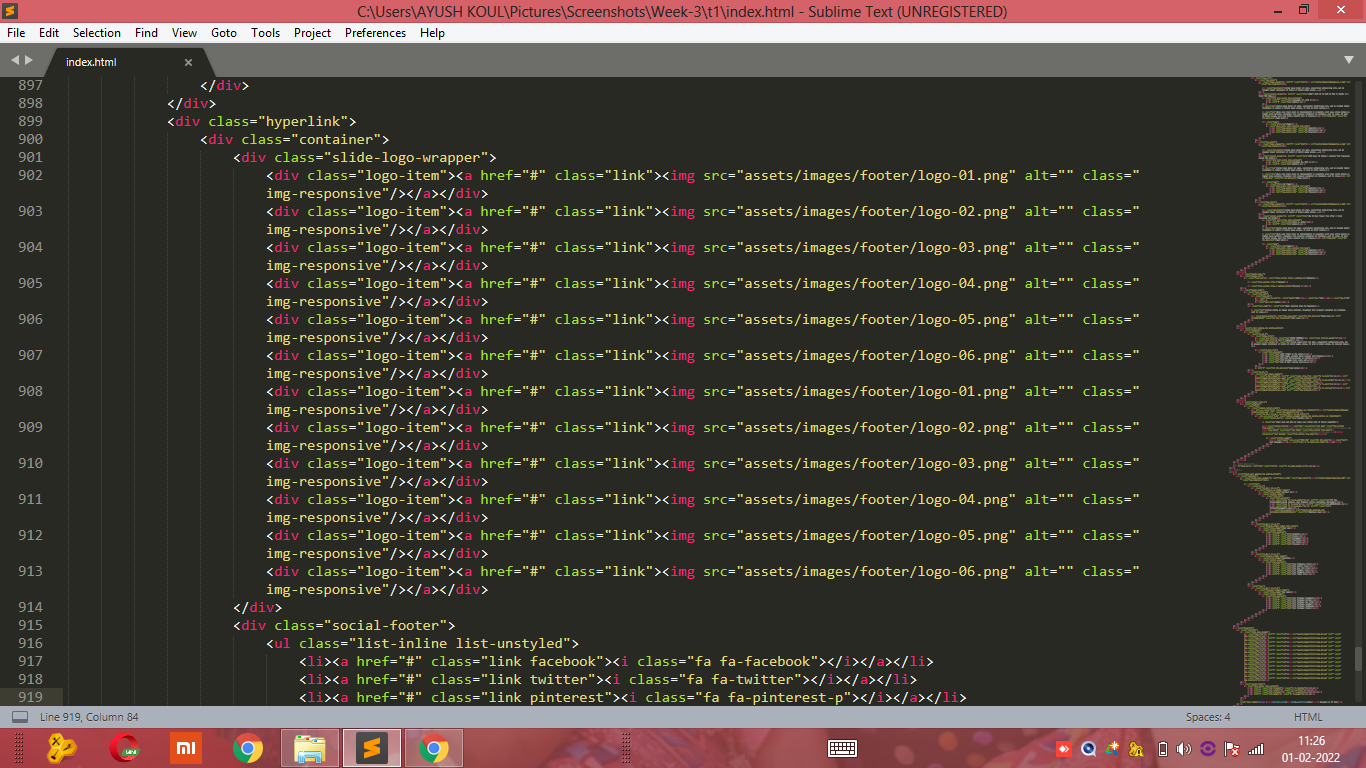 C:\Users\AYUSH KOUL\Pictures\Screenshots\Week-3\t1\index.html - Sublime Text (UNREGISTERED)
File Edit Selection Find View Goto Tools Project Preferences Help
index.html
897 </div>
898 </div>
899 <div class="hyperlink">
900 <div class="container">
901 <div class="slide-logo-wrapper">
902 <div class="logo-item"><a href="#" class="link"><img src="assets/images/footer/logo-01.png" alt="" class="
img-responsive"/></a></div>
903 <div class="logo-item"><a href="#" class="link"><img src="assets/images/footer/logo-02.png" alt="" class="
img-responsive"/></a></div>
904 <div class="logo-item"><a href="#" class="link"><img src="assets/images/footer/logo-03.png" alt="" class="
img-responsive"/></a></div>
905 <div class="logo-item"><a href="#" class="link"><img src="assets/images/footer/logo-04.png" alt="" class="
img-responsive"/></a></div>
906 <div class="logo-item"><a href="#" class="link"><img src="assets/images/footer/logo-05.png" alt="" class="
img-responsive"/></a></div>
907 <div class="logo-item"><a href="#" class="link"><img src="assets/images/footer/logo-06.png" alt="" class="
img-responsive"/></a></div>
908 <div class="logo-item"><a href="#" class="link"><img src="assets/images/footer/logo-01.png" alt="" class="
img-responsive"/></a></div>
909 <div class="logo-item"><a href="#" class="link"><img src="assets/images/footer/logo-02.png" alt="" class="
img-responsive"/></a></div>
910 <div class="logo-item"><a href="#" class="link"><img src="assets/images/footer/logo-03.png" alt="" class="
img-responsive"/></a></div>
911 <div class="logo-item"><a href="#" class="link"><img src="assets/images/footer/logo-04.png" alt="" class="
img-responsive"/></a></div>
912 <div class="logo-item"><a href="#" class="link"><img src="assets/images/footer/logo-05.png" alt="" class="
img-responsive"/></a></div>
913 <div class="logo-item"><a href="#" class="link"><img src="assets/images/footer/logo-06.png" alt="" class="
img-responsive"/></a></div>
914 </div>
915 <div class="social-footer">
916 <ul class="list-inline list-unstyled">
917 <li><a href="#" class="link facebook"><i class="fa fa-facebook"></i></a></li>
918 <li><a href="#" class="link twitter"><i class="fa fa-twitter"></i></a></li>
919 <li><a href="#" class="link pinterest"><i class="fa fa-pinterest-p"></i></a></li>
Line 919, Column 84 Spaces: 4 HTML
mi
11:26
01-02-2022